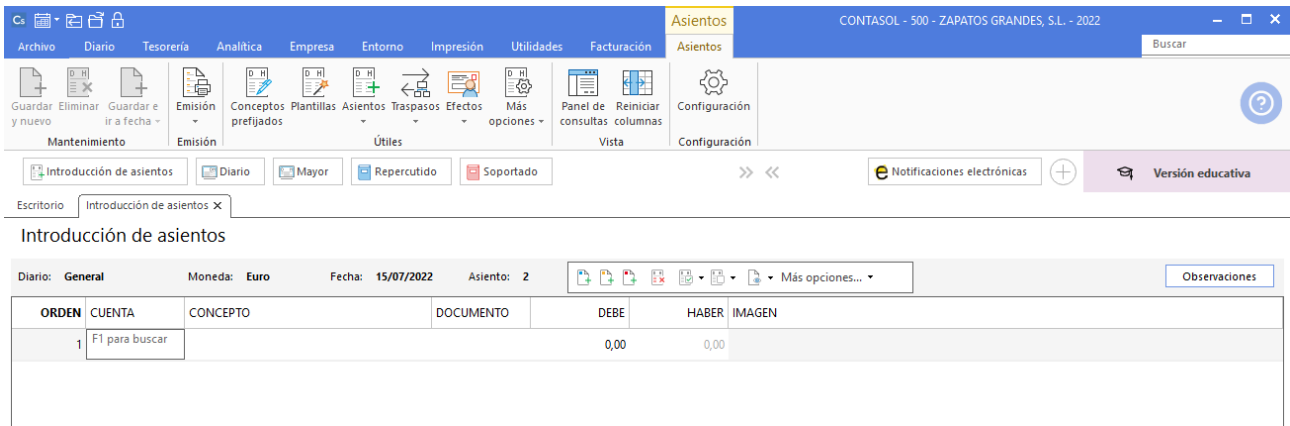 Cs
Asientos
CONTASOL - 500 - ZAPATOS GRANDES, S.L. - 2022
Archivo Diario Tesorería Analítica Empresa Entorno Impresión Utilidades Facturación Asientos
Buscar
Guardar y nuevo
Eliminar
Guardar e ir a fecha
Emisión
Conceptos prefijados
Plantillas
Asientos
Traspasos
Efectos
Más opciones
Panel de consultas
Reiniciar columnas
Configuración
Mantenimiento Emisión Útiles Vista Configuración
Introducción de asientos Diario Mayor Repercutido Soportado Notificaciones electrónicas Versión educativa
Escritorio Introducción de asientos
Introducción de asientos
Diario: General Moneda: Euro Fecha: 15/07/2022 Asiento: 2 Más opciones... Observaciones
ORDEN CUENTA CONCEPTO DOCUMENTO DEBE HABER IMAGEN
1 F1 para buscar 0,00 0,00